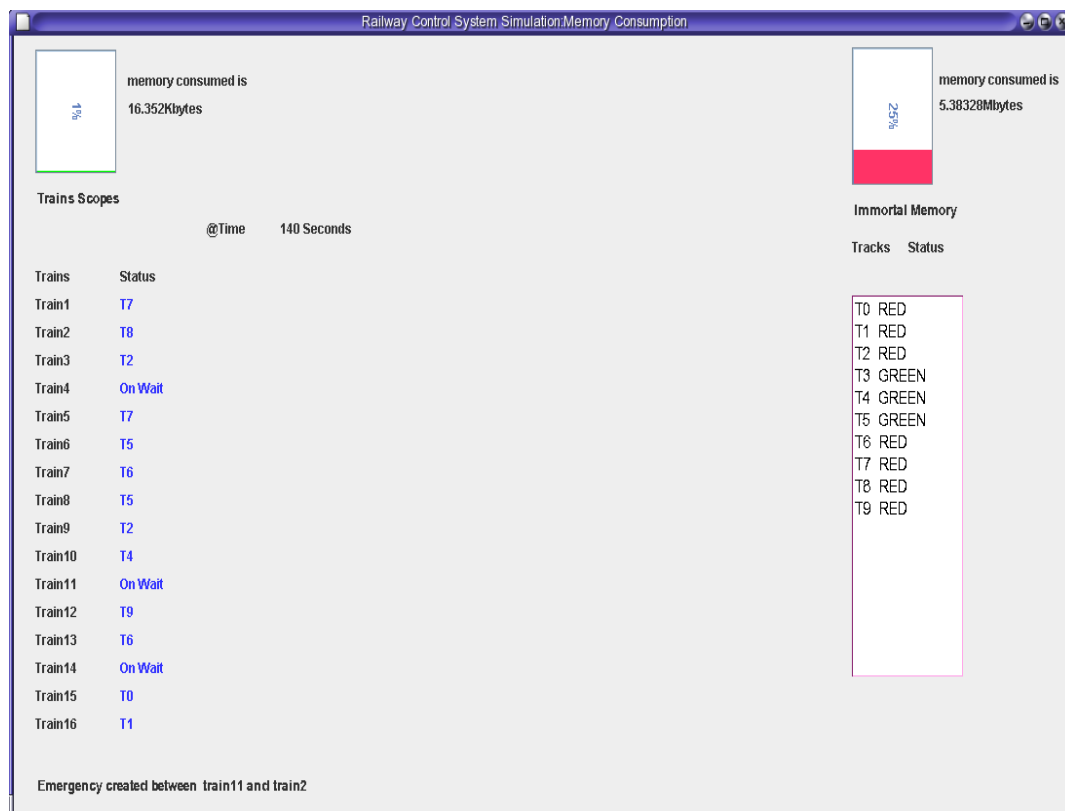 Railway Control System Simulation:Memory Consumption
1%
memory consumed is
16.352Kbytes
25%
memory consumed is
5.38328Mbytes
Trains Scopes
@Time 140 Seconds
Immortal Memory
Tracks Status
Trains Status
Train1 T7
Train2 T8
Train3 T2
Train4 On Wait
Train5 T7
Train6 T5
Train7 T6
Train8 T5
Train9 T2
Train10 T4
Train11 On Wait
Train12 T9
Train13 T6
Train14 On Wait
Train15 T0
Train16 T1
T0 RED
T1 RED
T2 RED
T3 GREEN
T4 GREEN
T5 GREEN
T6 RED
T7 RED
T8 RED
T9 RED
Emergency created between train11 and train2